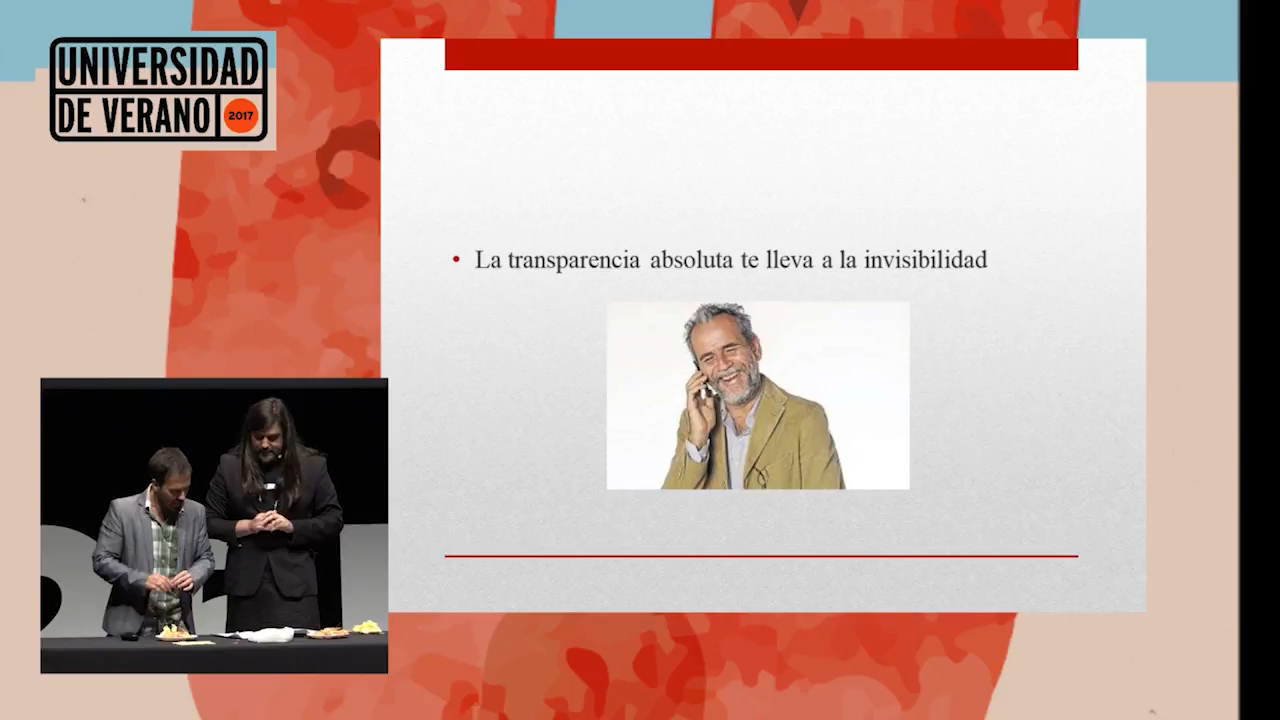 UNIVERSIDAD
DE VERANO
2017
• La transparencia absoluta te lleva a la invisibilidad